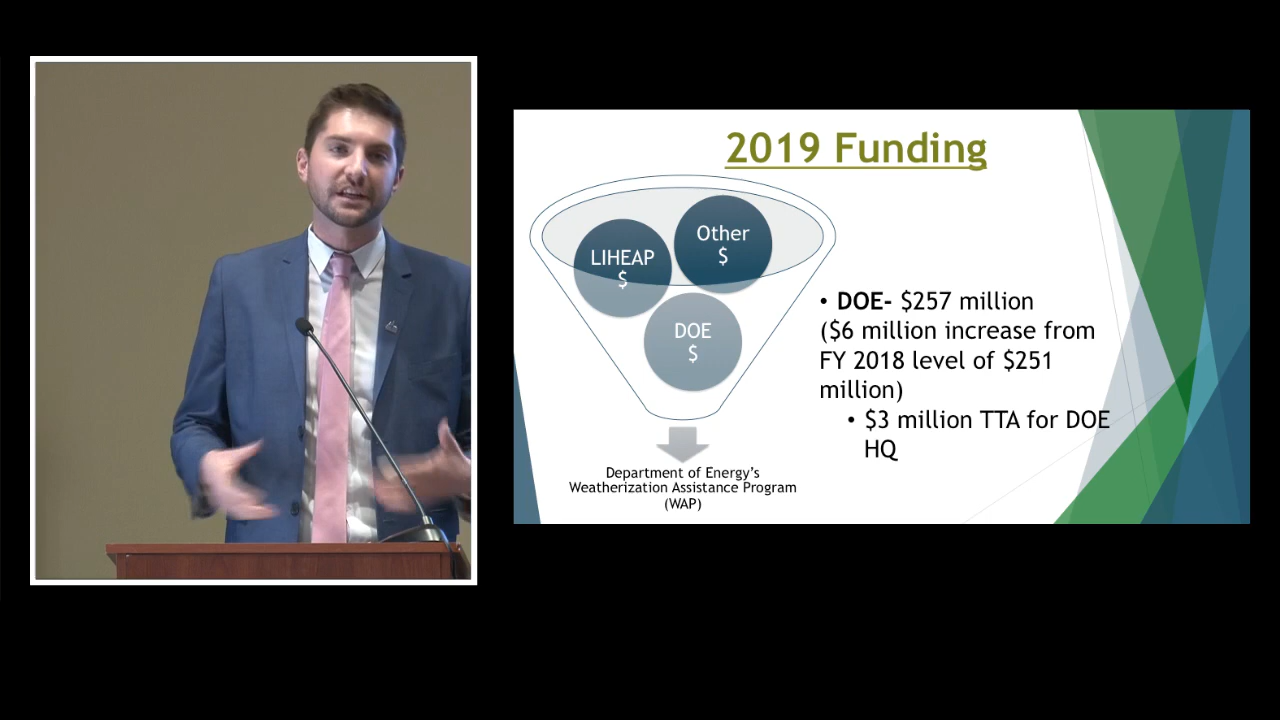 2019 Funding
Other
$
LIHEAP
$
DOE
$
• DOE- $257 million
($6 million increase from
FY 2018 level of $251
million)
• $3 million TTA for DOE
HQ
Department of Energy's
Weatherization Assistance Program
(WAP)